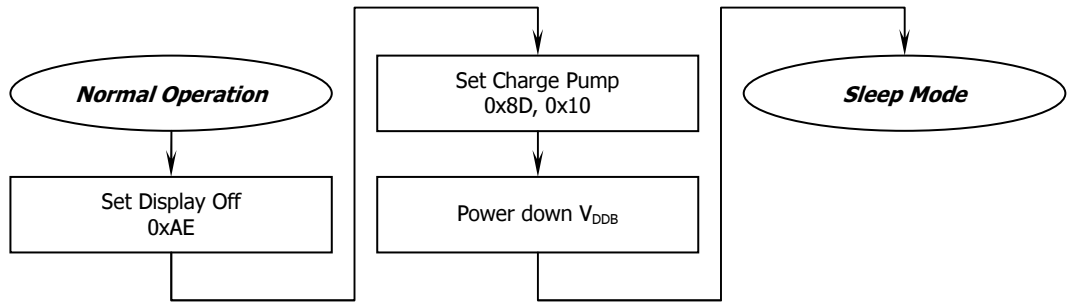 Normal Operation
Set Display Off
0xAE
Set Charge Pump
0x8D, 0x10
Power down VDDB
Sleep Mode